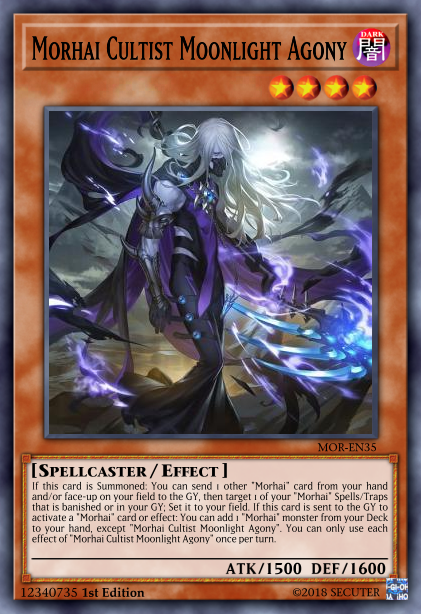 Morhai Cultist Moonlight Agony
DARK
闇
MOR-EN35
[Spellcaster / Effect]
If this card is Summoned: You can send 1 other "Morhai" card from your hand
and/or face-up on your field to the GY, then target 1 of your "Morhai" Spells/Traps
that is banished or in your GY; Set it to your field. If this card is sent to the GY to
activate a "Morhai" card or effect: You can add 1 "Morhai" monster from your Deck
to your hand, except "Morhai Cultist Moonlight Agony". You can only use each
effect of "Morhai Cultist Moonlight Agony" once per turn.
ATK/1500 DEF/1600
12340735 1st Edition
©2018 SECUTER